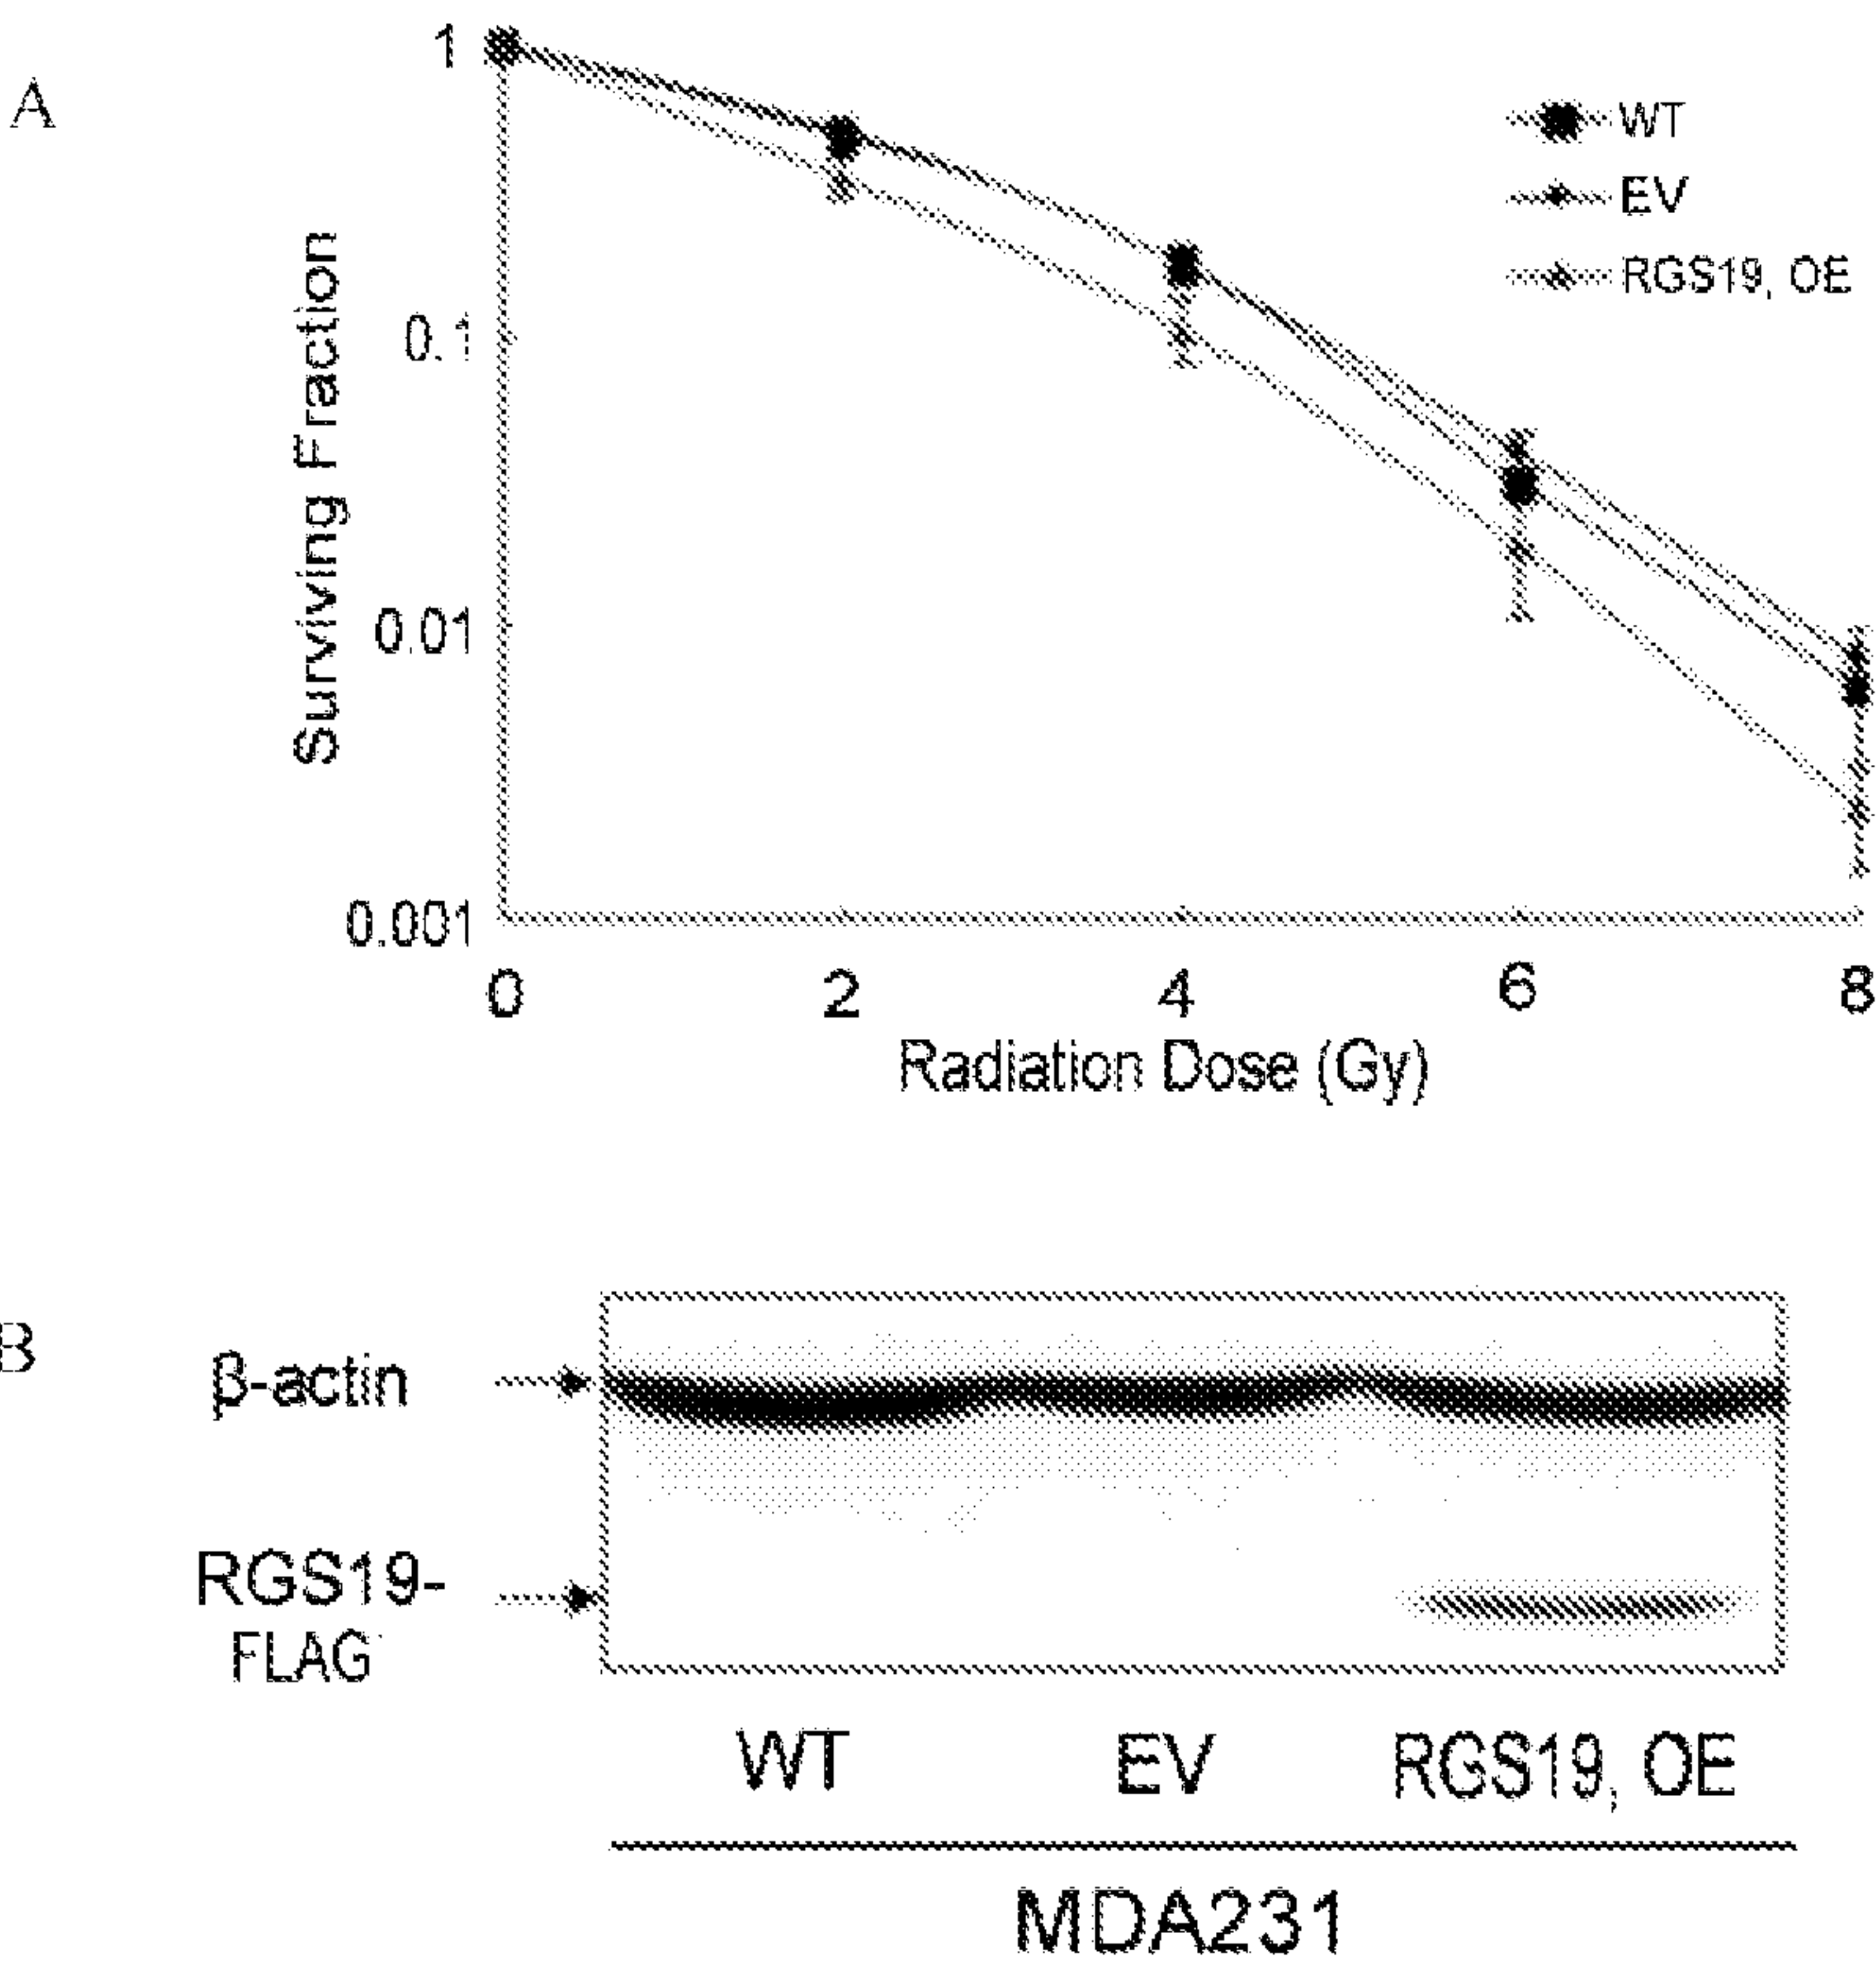 A
1
0.1
0.01
0.001
Surviving Fraction
WT
EV
RGS19, OE
0 2 4 6 8
Radiation Dose (Gy)
B
β-actin
RGS19-
FLAG
WT EV RGS19, OE
MDA231